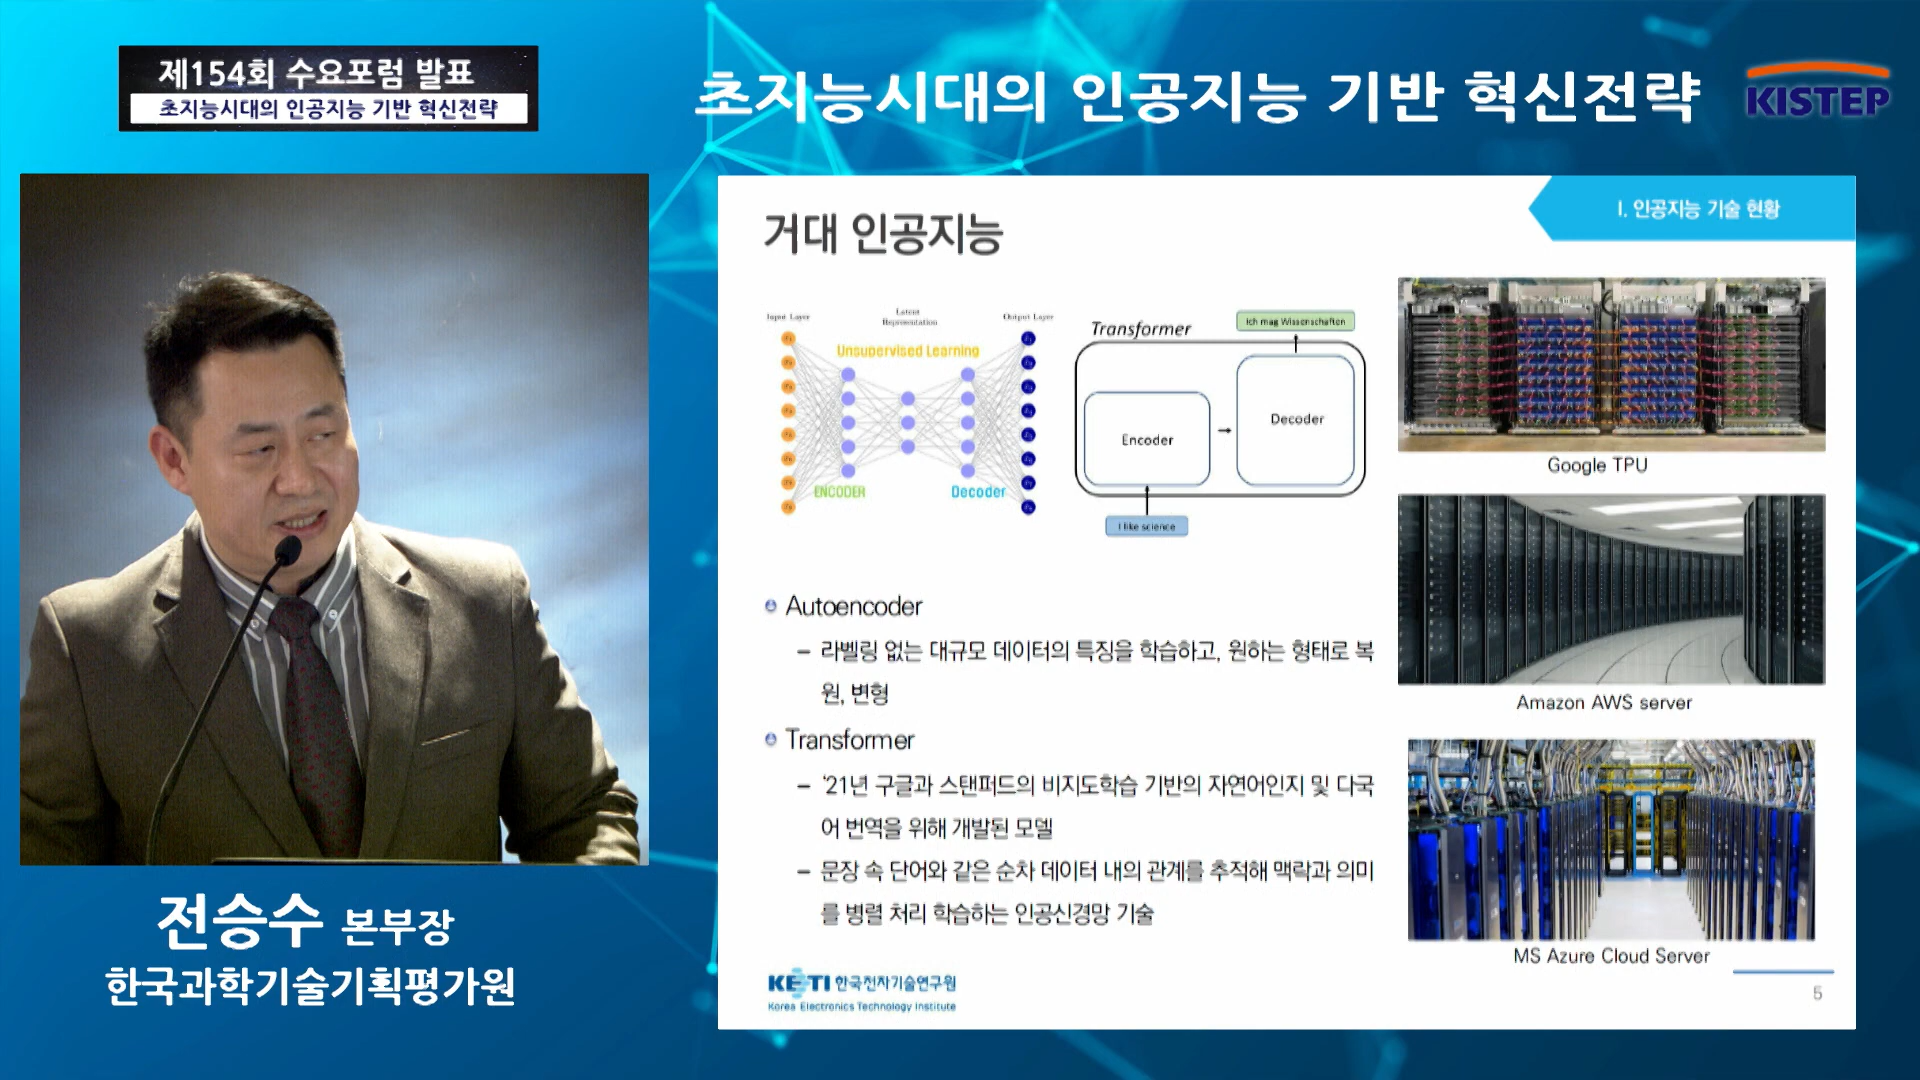 제154회 수요포럼 발표
초지능시대의 인공지능 기반 혁신전략
초지능시대의 인공지능 기반 혁신전략
KISTEP
전승수 본부장
한국과학기술기획평가원
I. 인공지능 기술 현황
거대 인공지능
Input Layer
Latent
Representation
Output Layer
Unsupervised Learning
ENCODER
Decoder
Transformer
Ich mag Wissenschaften
Encoder
Decoder
I like science
Google TPU
Amazon AWS server
MS Azure Cloud Server
Autoencoder
– 라벨링 없는 대규모 데이터의 특징을 학습하고, 원하는 형태로 복
원, 변형
Transformer
– ‘21년 구글과 스탠퍼드의 비지도학습 기반의 자연어인지 및 다국
어 번역을 위해 개발된 모델
– 문장 속 단어와 같은 순차 데이터 내의 관계를 추적해 맥락과 의미
를 병렬 처리 학습하는 인공신경망 기술
KETI 한국전자기술연구원
Korea Electronics Technology Institute
5